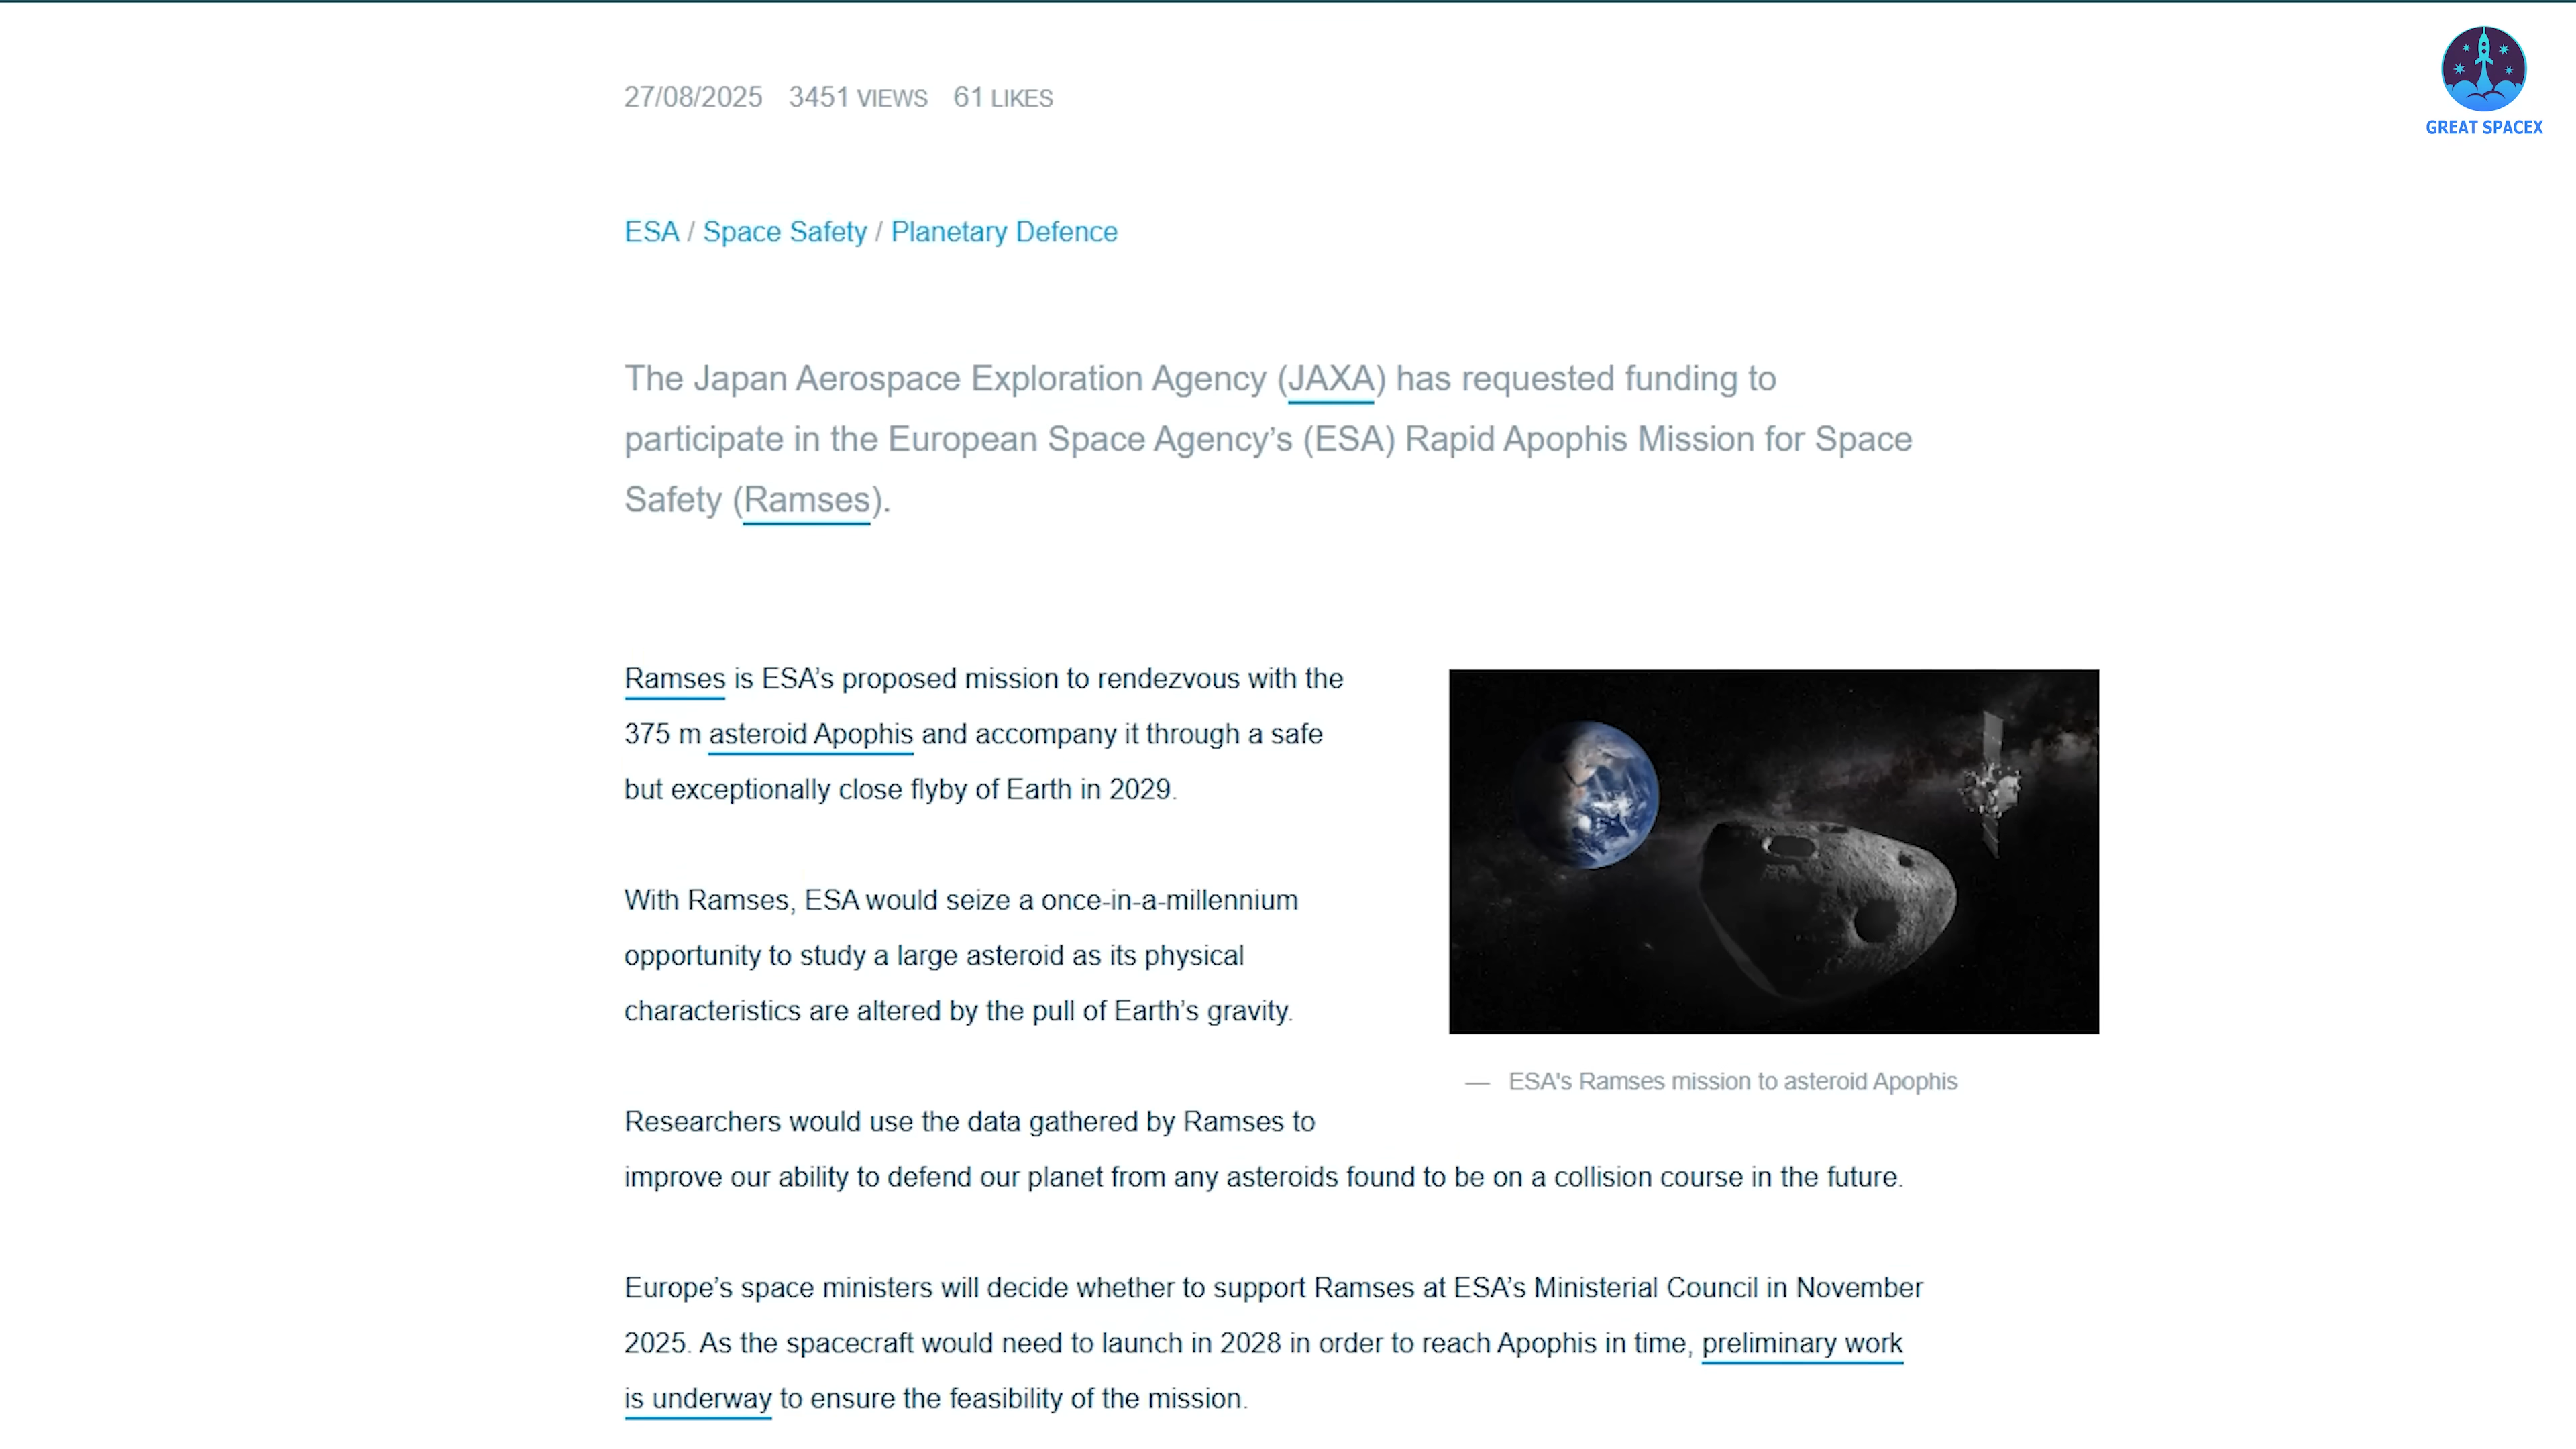 GREAT SPACEX
27/08/2025 3451 VIEWS 61 LIKES
ESA / Space Safety / Planetary Defence
The Japan Aerospace Exploration Agency (JAXA) has requested funding to
participate in the European Space Agency’s (ESA) Rapid Apophis Mission for Space
Safety (Ramses).
Ramses is ESA’s proposed mission to rendezvous with the
375 m asteroid Apophis and accompany it through a safe
but exceptionally close flyby of Earth in 2029.
With Ramses, ESA would seize a once-in-a-millennium
opportunity to study a large asteroid as its physical
characteristics are altered by the pull of Earth’s gravity.
— ESA's Ramses mission to asteroid Apophis
Researchers would use the data gathered by Ramses to
improve our ability to defend our planet from any asteroids found to be on a collision course in the future.
Europe’s space ministers will decide whether to support Ramses at ESA’s Ministerial Council in November
2025. As the spacecraft would need to launch in 2028 in order to reach Apophis in time, preliminary work
is underway to ensure the feasibility of the mission.